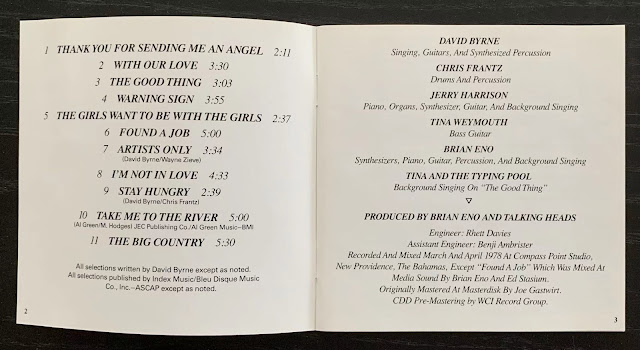 1 THANK YOU FOR SENDING ME AN ANGEL 2:11
2 WITH OUR LOVE 3:30
3 THE GOOD THING 3:03
4 WARNING SIGN 3:55
5 THE GIRLS WANT TO BE WITH THE GIRLS 2:37
6 FOUND A JOB 5:00
7 ARTISTS ONLY 3:34
(David Byrne/Wayne Zieve)
8 I'M NOT IN LOVE 4:33
9 STAY HUNGRY 2:39
(David Byrne/Chris Frantz)
10 TAKE ME TO THE RIVER 5:00
(Al Green/M. Hodges) JEC Publishing Co./Al Green Music–BMI
11 THE BIG COUNTRY 5:30
All selections written by David Byrne except as noted.
All selections published by Index Music/Bleu Disque Music
Co., Inc.–ASCAP except as noted.
2
DAVID BYRNE
Singing, Guitars, And Synthesized Percussion
CHRIS FRANTZ
Drums And Percussion
JERRY HARRISON
Piano, Organs, Synthesizer, Guitar, And Background Singing
TINA WEYMOUTH
Bass Guitar
BRIAN ENO
Synthesizers, Piano, Guitar, Percussion, And Background Singing
TINA AND THE TYPING POOL
Background Singing On "The Good Thing"
PRODUCED BY BRIAN ENO AND TALKING HEADS
Engineer: Rhett Davies
Assistant Engineer: Benji Ambrister
Recorded And Mixed March And April 1978 At Compass Point Studio,
New Providence, The Bahamas, Except "Found A Job" Which Was Mixed At
Media Sound By Brian Eno And Ed Stasium.
Originally Mastered At Masterdisk By Joe Gastwirt.
CDD Pre-Mastering by WCI Record Group.
3